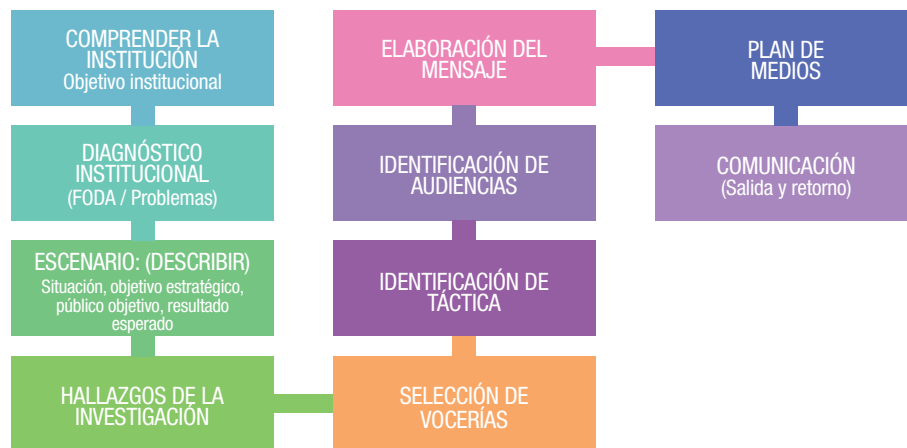 COMPRENDER LA
INSTITUCIÓN
Objetivo institucional
DIAGNÓSTICO
INSTITUCIONAL
(FODA / Problemas)
ESCENARIO: (DESCRIBIR)
Situación, objetivo estratégico,
público objetivo, resultado
esperado
HALLAZGOS DE LA
INVESTIGACIÓN
SELECCIÓN DE
VOCERÍAS
IDENTIFICACIÓN DE
TÁCTICA
IDENTIFICACIÓN DE
AUDIENCIAS
ELABORACIÓN DEL
MENSAJE
PLAN DE
MEDIOS
COMUNICACIÓN
(Salida y retorno)